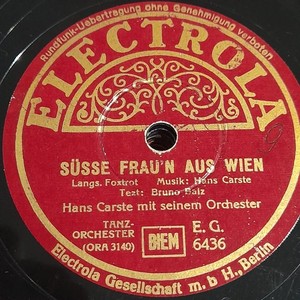 Rundfunk-Uebertragung ohne Genehmigung verboten
ELECTROLA
SÜSSE FRAU'N AUS WIEN
Langs. Foxtrot Musik: Hans Carste
Text: Bruno Balz
Hans Carste mit seinem Orchester
TANZ-
ORCHESTER
(ORA 3140)
BIEM
E. G.
6436
Electrola Gesellschaft m. b H., Berlin